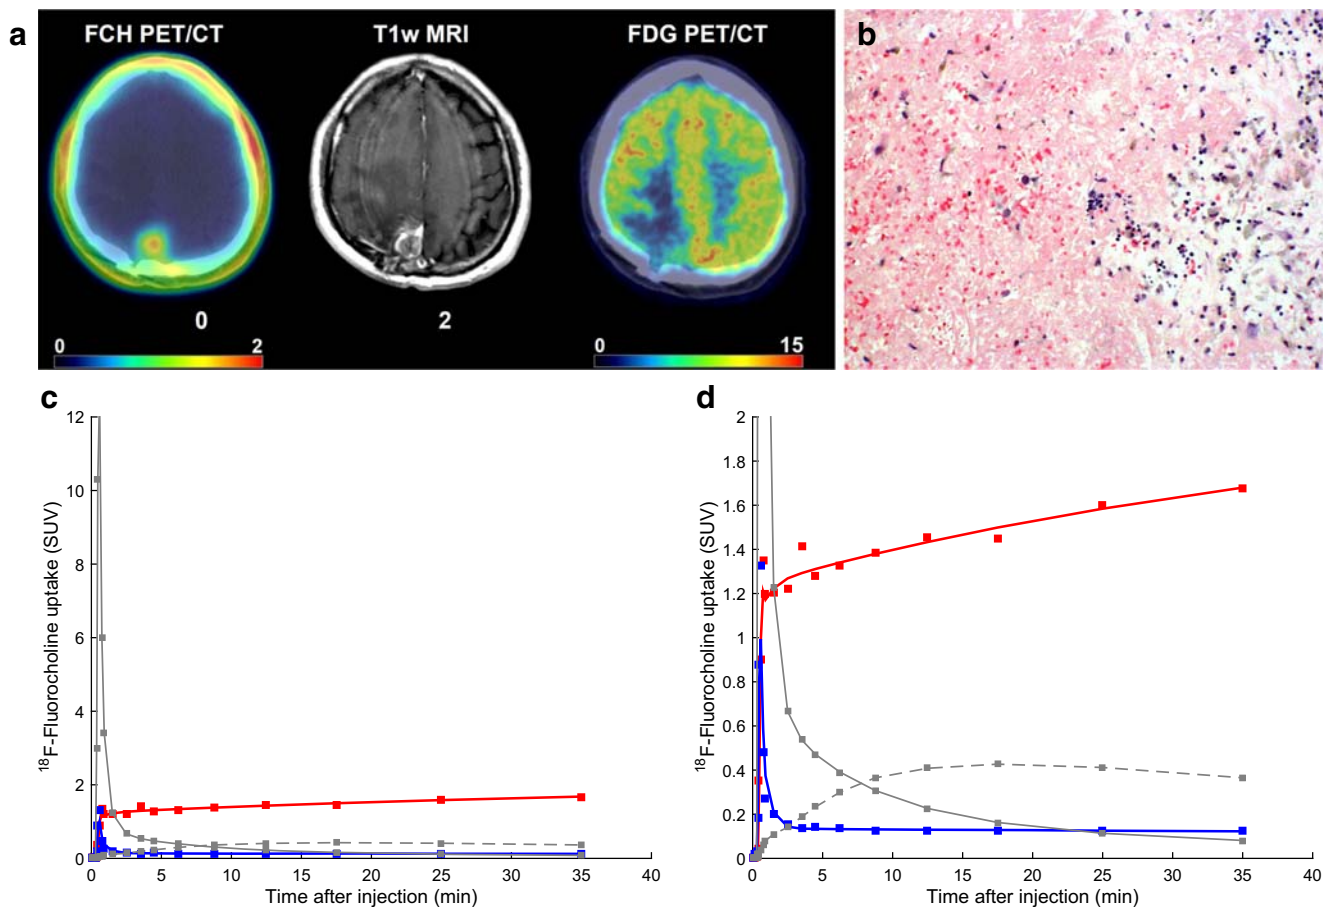 a
FCH PET/CT
T1w MRI
FDG PET/CT
0
2
0 2
0 15
b
c
12
10
8
6
4
2
0
0 5 10 15 20 25 30 35 40
18F-Fluorocholine uptake (SUV)
Time after injection (min)
d
2
1.8
1.6
1.4
1.2
1
0.8
0.6
0.4
0.2
0
0 5 10 15 20 25 30 35 40
18F-Fluorocholine uptake (SUV)
Time after injection (min)